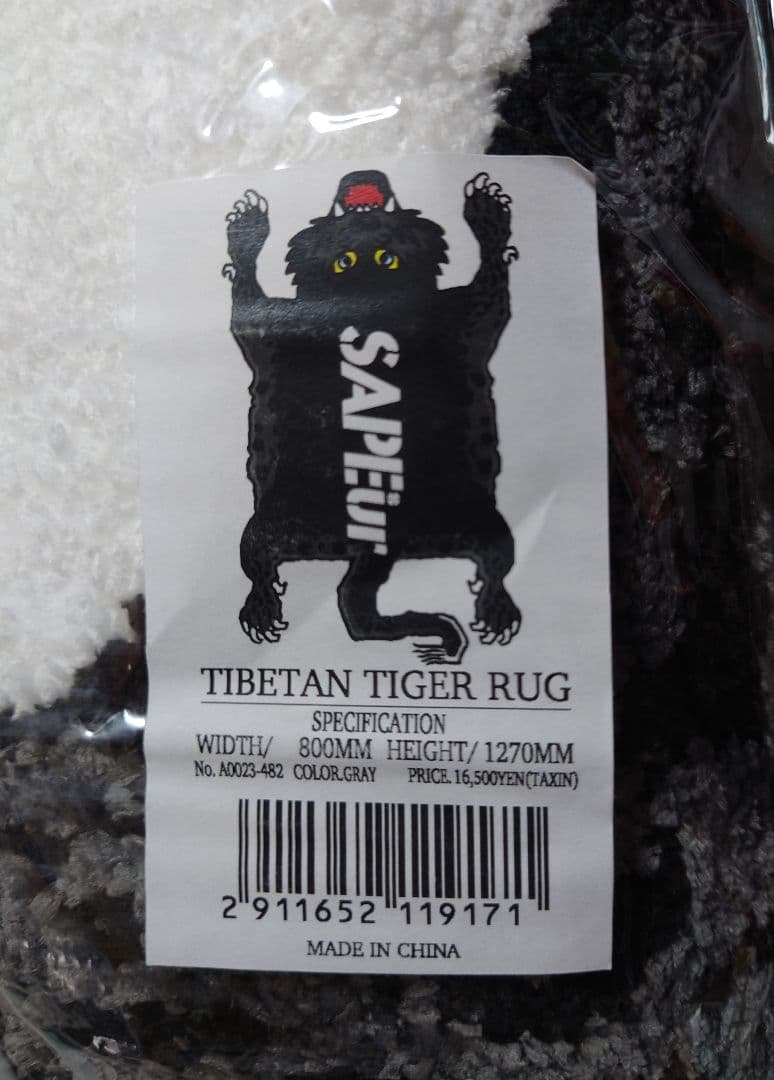 SAPEur
TIBETAN TIGER RUG
SPECIFICATION
WIDTH/ 800MM HEIGHT/ 1270MM
No. A0023-482 COLOR.GRAY PRICE. 16,500YEN(TAXIN)
2 911652 119171
MADE IN CHINA